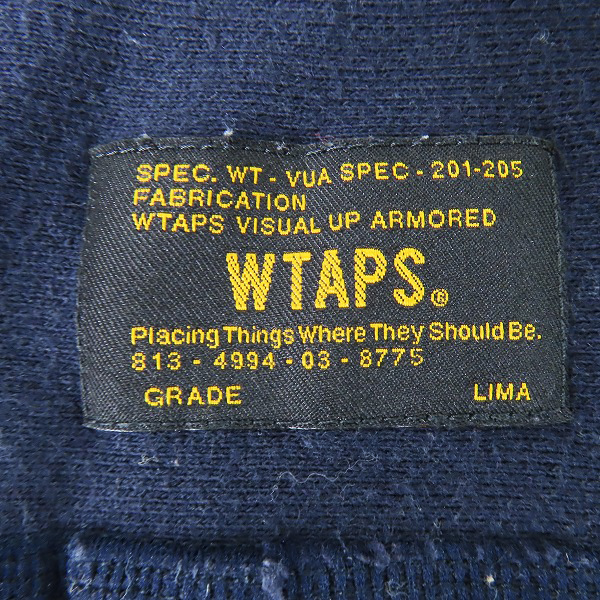 SPEC. WT - VUA SPEC - 201-205
FABRICATION
WTAPS VISUAL UP ARMORED
WTAPS®
Placing Things Where They Should Be.
813 - 4994 - 03 - 8775
GRADE LIMA